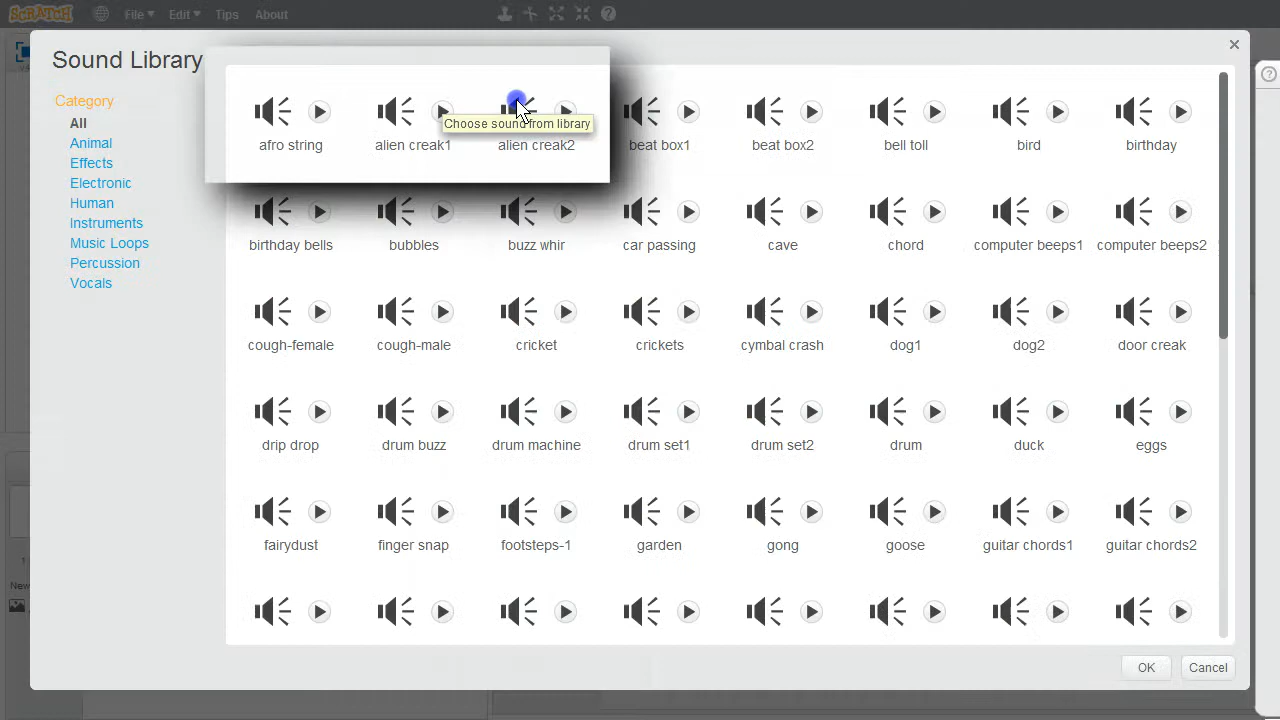 SCRATCH File Edit Tips About
Sound Library
Category
All
Animal
Effects
Electronic
Human
Instruments
Music Loops
Percussion
Vocals
Choose sound from library
afro string alien creak1 alien creak2 beat box1 beat box2 bell toll bird birthday
birthday bells bubbles buzz whir car passing cave chord computer beeps1 computer beeps2
cough-female cough-male cricket crickets cymbal crash dog1 dog2 door creak
drip drop drum buzz drum machine drum set1 drum set2 drum duck eggs
fairydust finger snap footsteps-1 garden gong goose guitar chords1 guitar chords2
New
OK Cancel